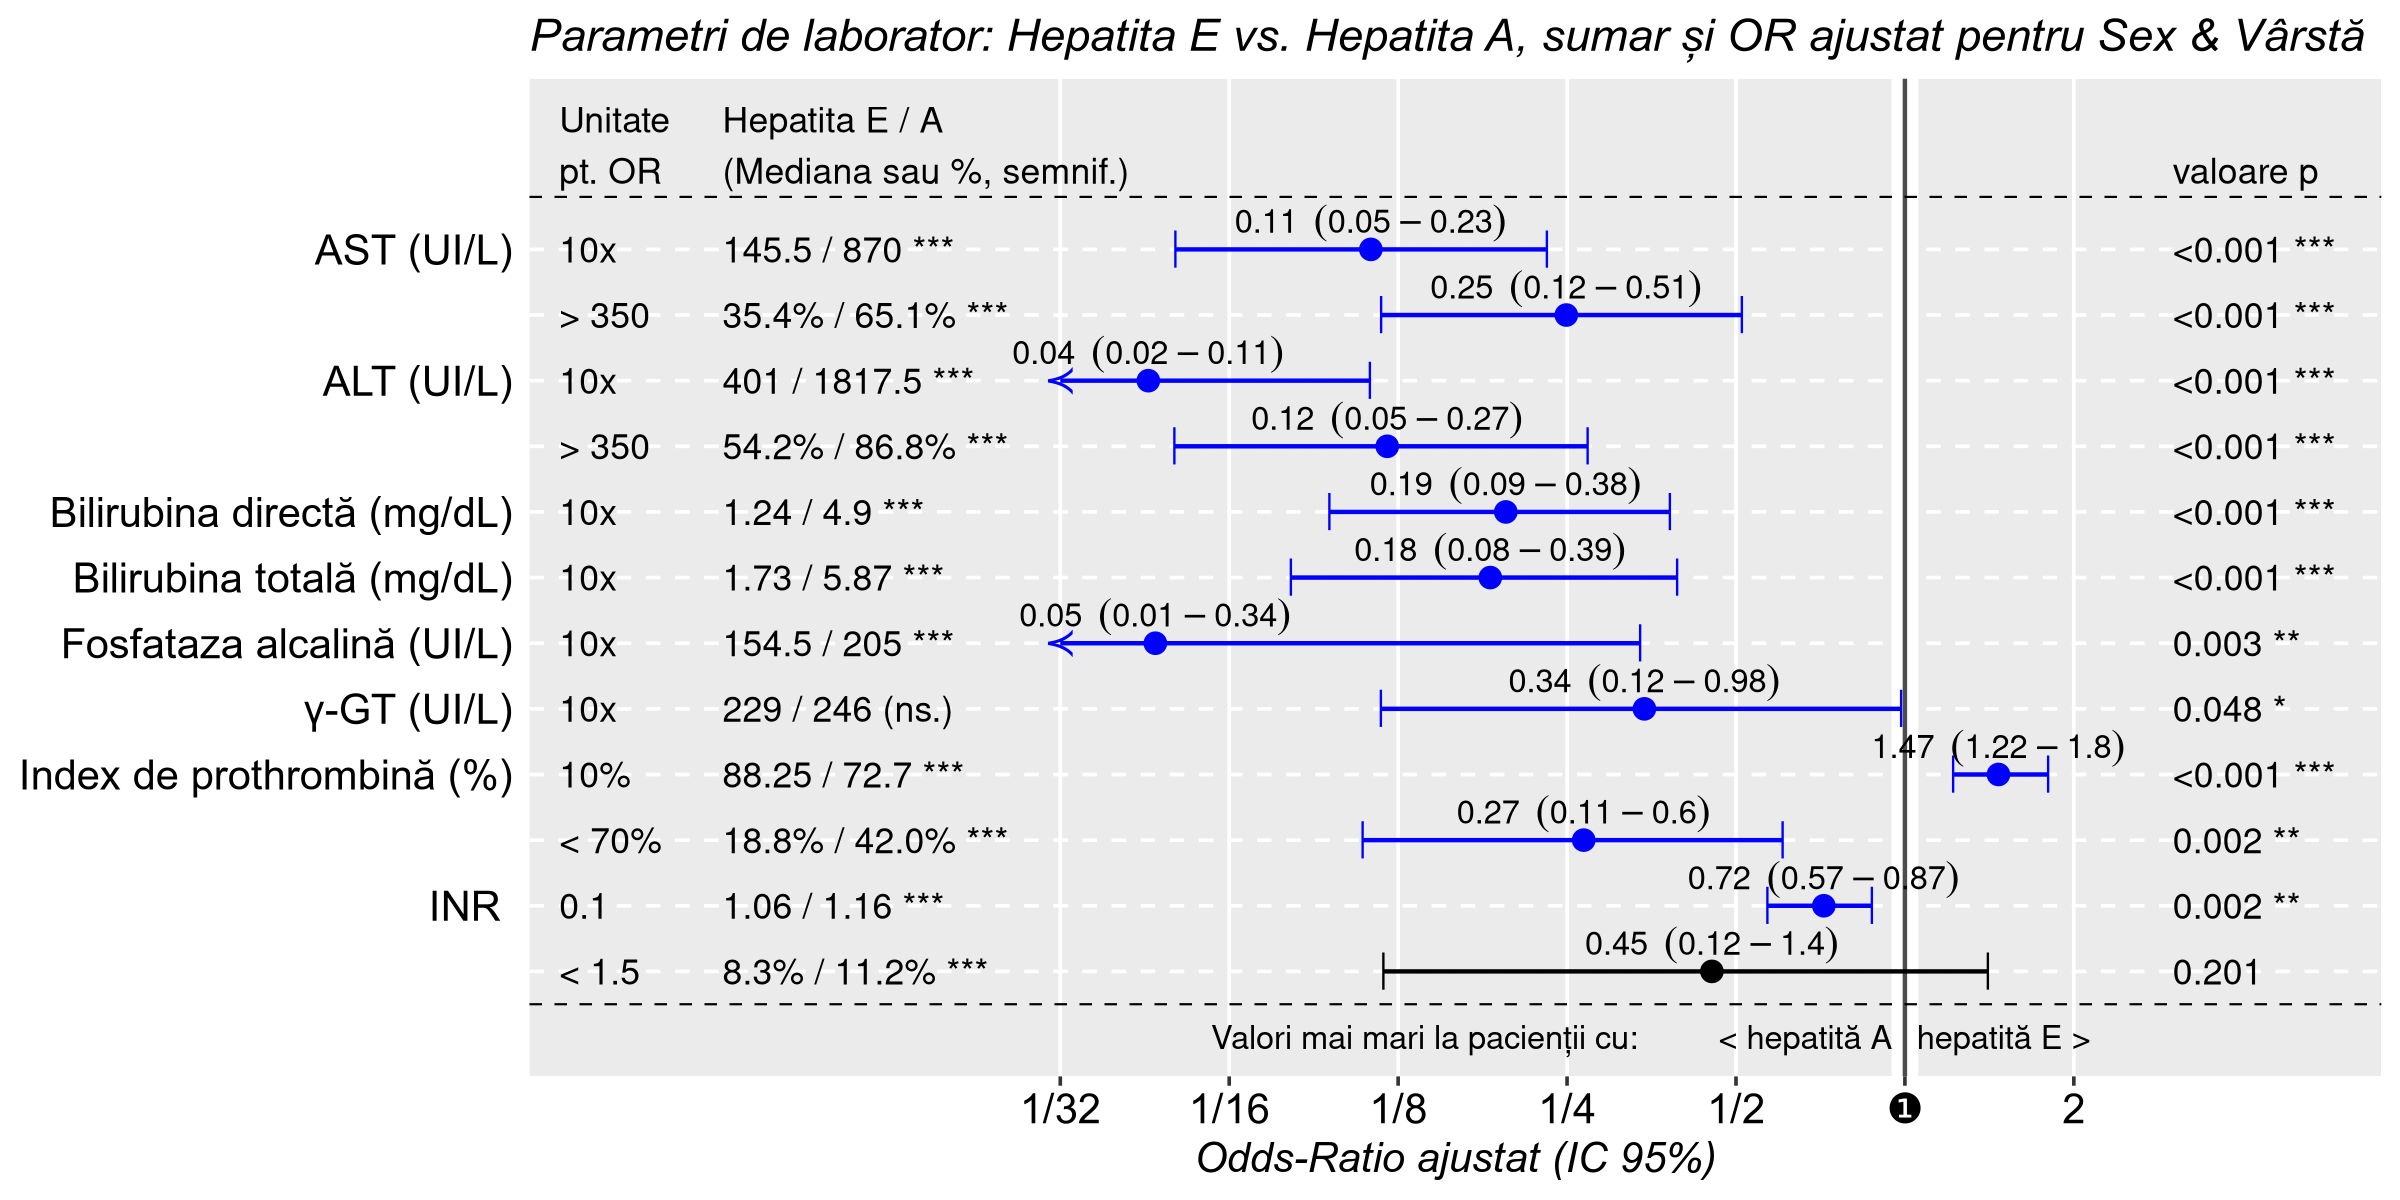 Parametri de laborator: Hepatita E vs. Hepatita A, sumar și OR ajustat pentru Sex & Vârstă
Unitate Hepatita E / A
pt. OR (Mediana sau %, semnif.) valoare p
0.11 (0.05 – 0.23)
AST (UI/L) 10x 145.5 / 870 *** <0.001 ***
0.25 (0.12 – 0.51)
> 350 35.4% / 65.1% *** <0.001 ***
0.04 (0.02 – 0.11)
ALT (UI/L) 10x 401 / 1817.5 *** <0.001 ***
0.12 (0.05 – 0.27)
> 350 54.2% / 86.8% *** <0.001 ***
0.19 (0.09 – 0.38)
Bilirubina directă (mg/dL) 10x 1.24 / 4.9 *** <0.001 ***
0.18 (0.08 – 0.39)
Bilirubina totală (mg/dL) 10x 1.73 / 5.87 *** <0.001 ***
0.05 (0.01 – 0.34)
Fosfataza alcalină (UI/L) 10x 154.5 / 205 *** 0.003 **
0.34 (0.12 – 0.98)
γ-GT (UI/L) 10x 229 / 246 (ns.) 0.048 *
1.47 (1.22 – 1.8)
Index de prothrombină (%) 10% 88.25 / 72.7 *** <0.001 ***
0.27 (0.11 – 0.6)
< 70% 18.8% / 42.0% *** 0.002 **
0.72 (0.57 – 0.87)
INR 0.1 1.06 / 1.16 *** 0.002 **
0.45 (0.12 – 1.4)
< 1.5 8.3% / 11.2% *** 0.201
Valori mai mari la pacienții cu: < hepatită A hepatită E >
1/32 1/16 1/8 1/4 1/2 ❶ 2
Odds-Ratio ajustat (IC 95%)